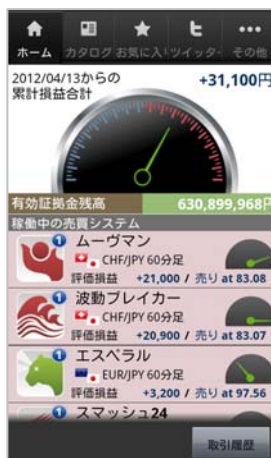 ホーム カタログ お気に入り ツイッター その他
2012/04/13からの
累計損益合計
+31,100円
有効証拠金残高 630,899,968円
稼働中の売買システム
1 ムーヴマン
CHF/JPY 60分足
評価損益 +21,000 / 売り at 83.08
1 波動ブレイカー
CHF/JPY 60分足
評価損益 +20,900 / 売り at 83.07
1 エスペラル
EUR/JPY 60分足
評価損益 +3,200 / 売り at 97.56
1 スマッシュ24
取引履歴